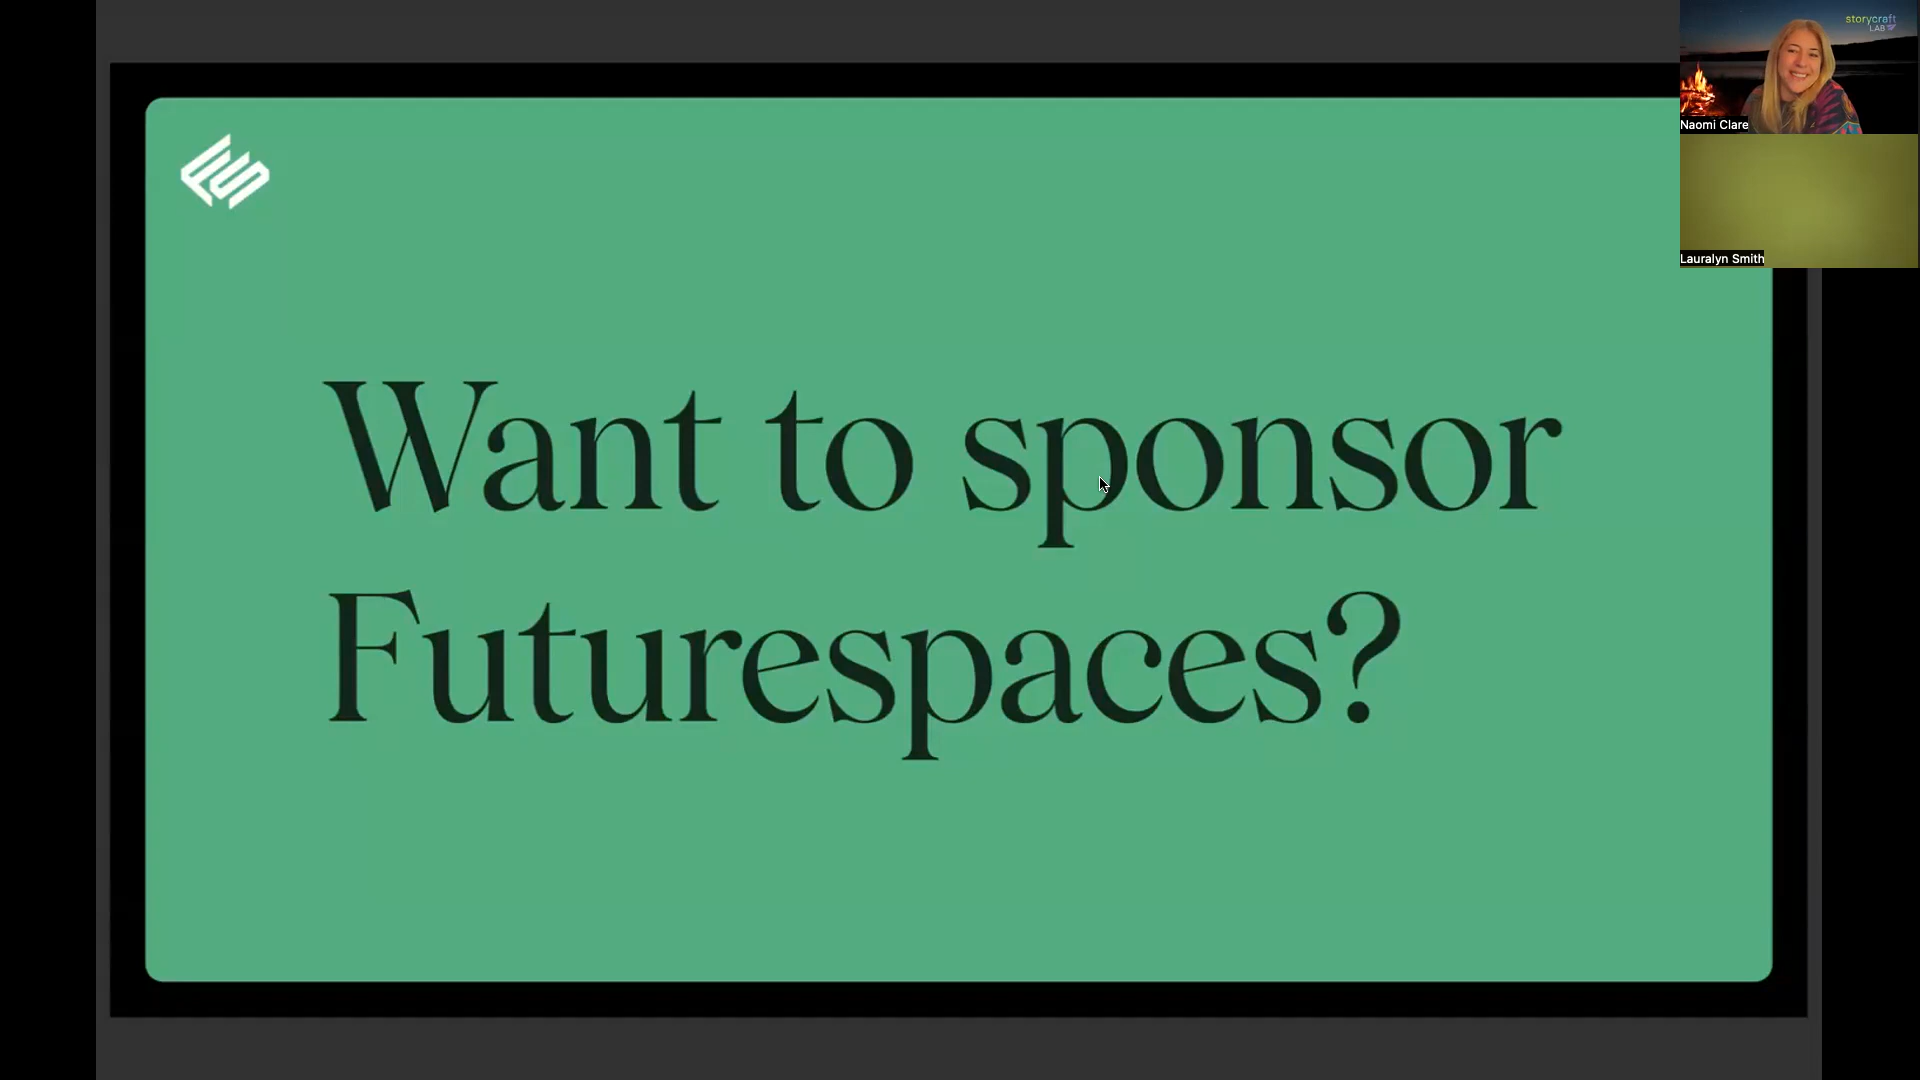 Want to sponsor
Futurespaces?
storycraft
LAB
Naomi Clare
Lauralyn Smith